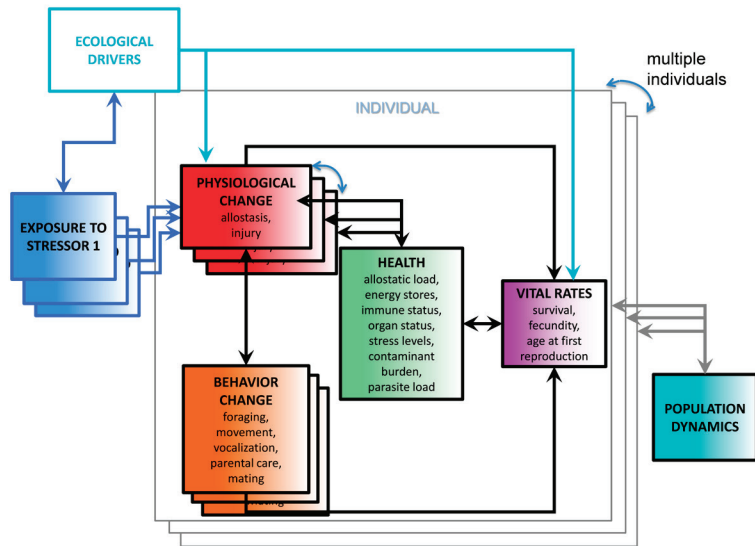 ECOLOGICAL
DRIVERS
multiple
individuals
INDIVIDUAL
PHYSIOLOGICAL
CHANGE
allostasis,
injury
EXPOSURE TO
STRESSOR 1
HEALTH
allostatic load,
energy stores,
immune status,
organ status,
stress levels,
contaminant
burden,
parasite load
VITAL RATES
survival,
fecundity,
age at first
reproduction
BEHAVIOR
CHANGE
foraging,
movement,
vocalization,
parental care,
mating
POPULATION
DYNAMICS